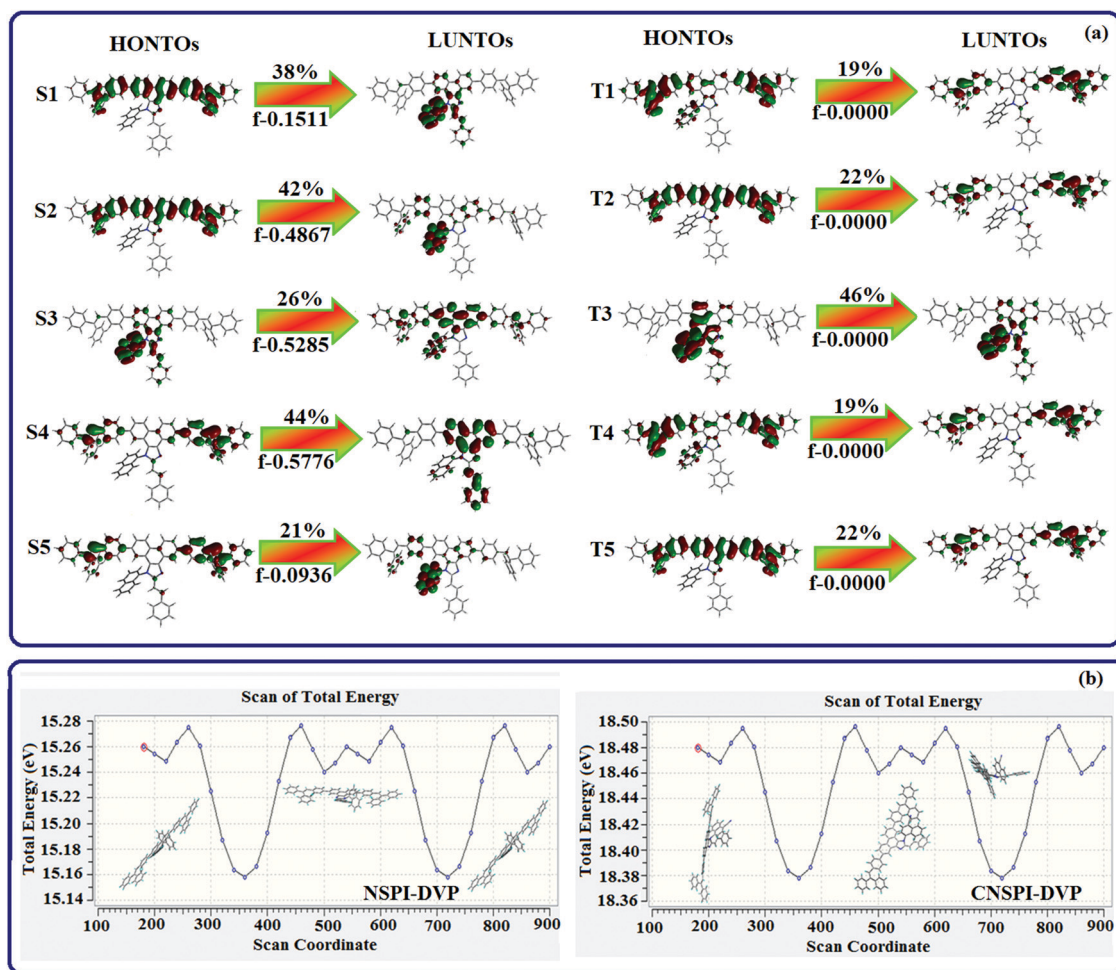 (a)
HONTOs
LUNTOs
HONTOs
LUNTOs
S1
38%
f-0.1511
T1
19%
f-0.0000
S2
42%
f-0.4867
T2
22%
f-0.0000
S3
26%
f-0.5285
T3
46%
f-0.0000
S4
44%
f-0.5776
T4
19%
f-0.0000
S5
21%
f-0.0936
T5
22%
f-0.0000
(b)
Scan of Total Energy
Total Energy (eV)
15.28
15.26
15.24
15.22
15.20
15.18
15.16
15.14
NSPI-DVP
100 200 300 400 500 600 700 800 900
Scan Coordinate
Scan of Total Energy
Total Energy (eV)
18.50
18.48
18.46
18.44
18.42
18.40
18.38
18.36
CNSPI-DVP
100 200 300 400 500 600 700 800 900
Scan Coordinate